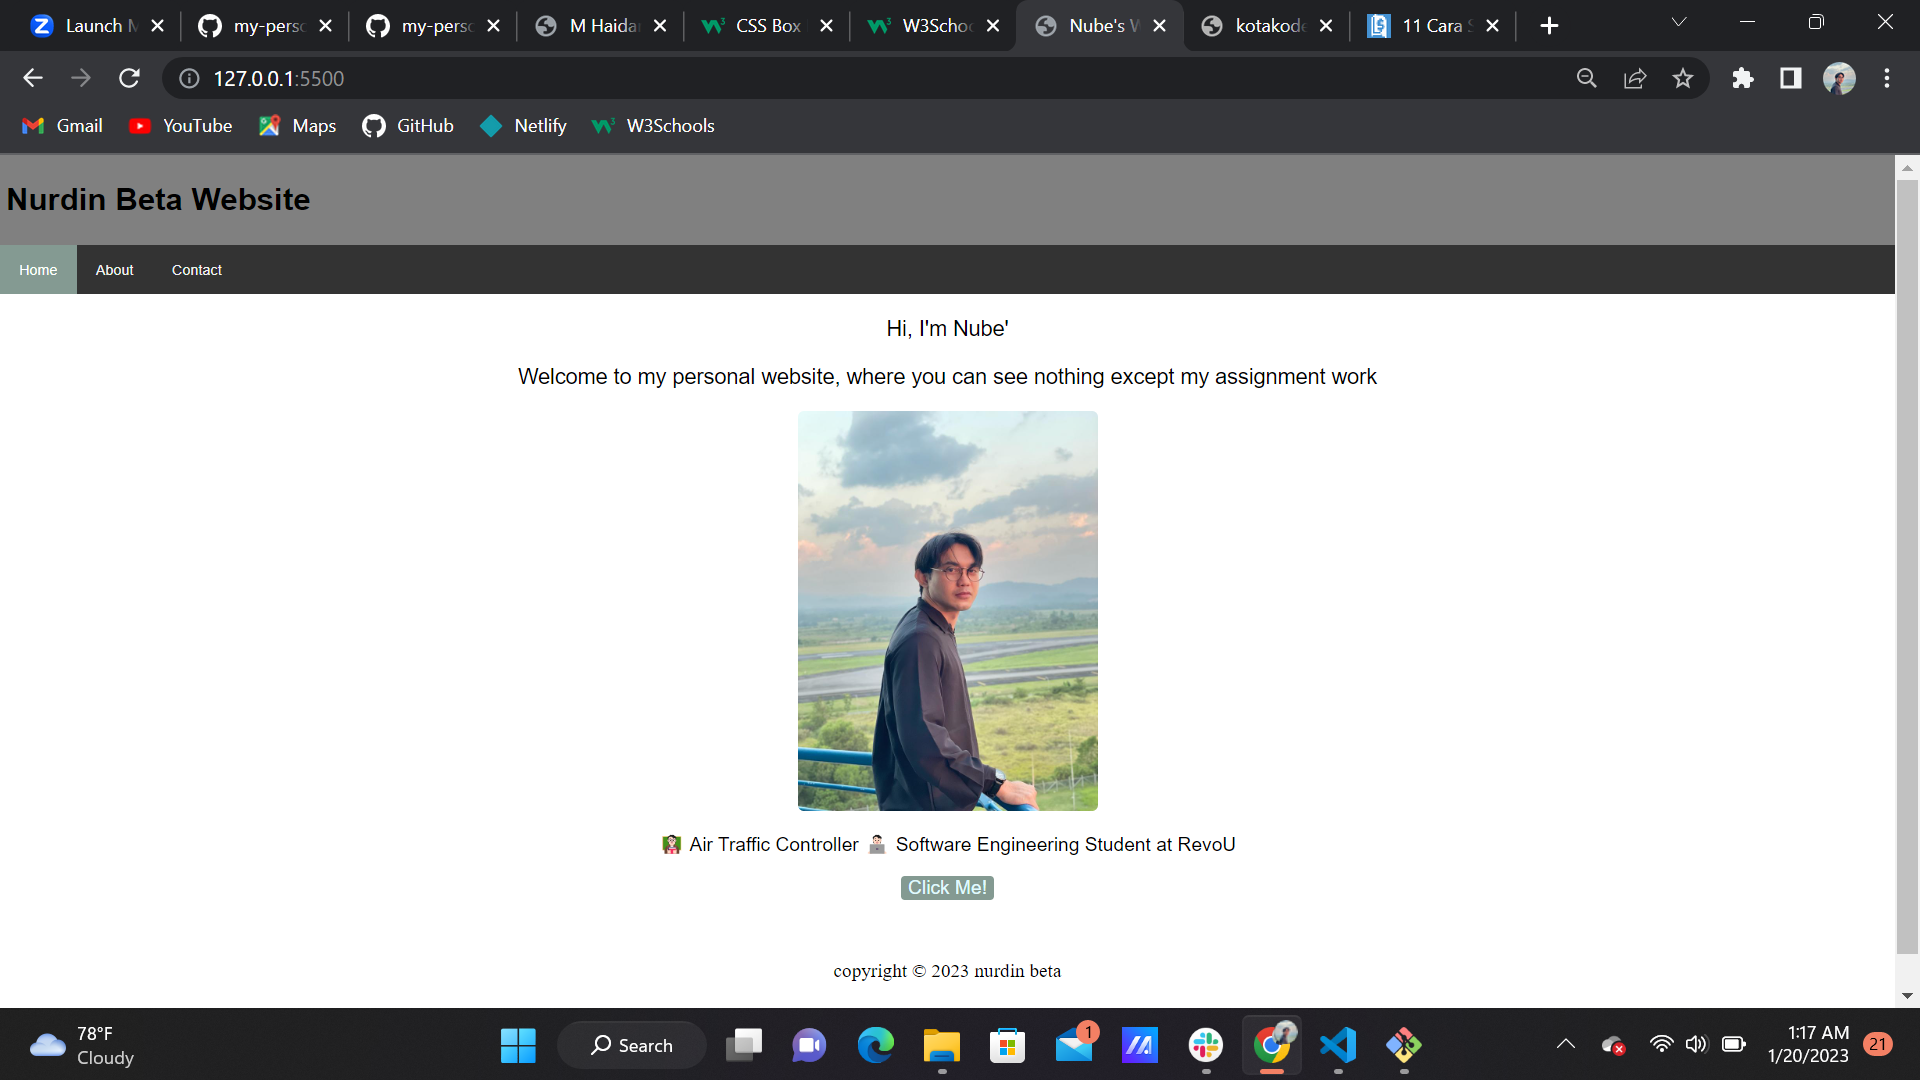 Launch M my-perso my-perso M Haidar CSS Box W3Schoo Nube's W kotakode 11 Cara S
127.0.0.1:5500
Gmail YouTube Maps GitHub Netlify W3Schools
Nurdin Beta Website
Home About Contact
Hi, I'm Nube'
Welcome to my personal website, where you can see nothing except my assignment work
Air Traffic Controller Software Engineering Student at RevoU
Click Me!
copyright © 2023 nurdin beta
78°F
Cloudy
Search
1
1:17 AM
1/20/2023
21